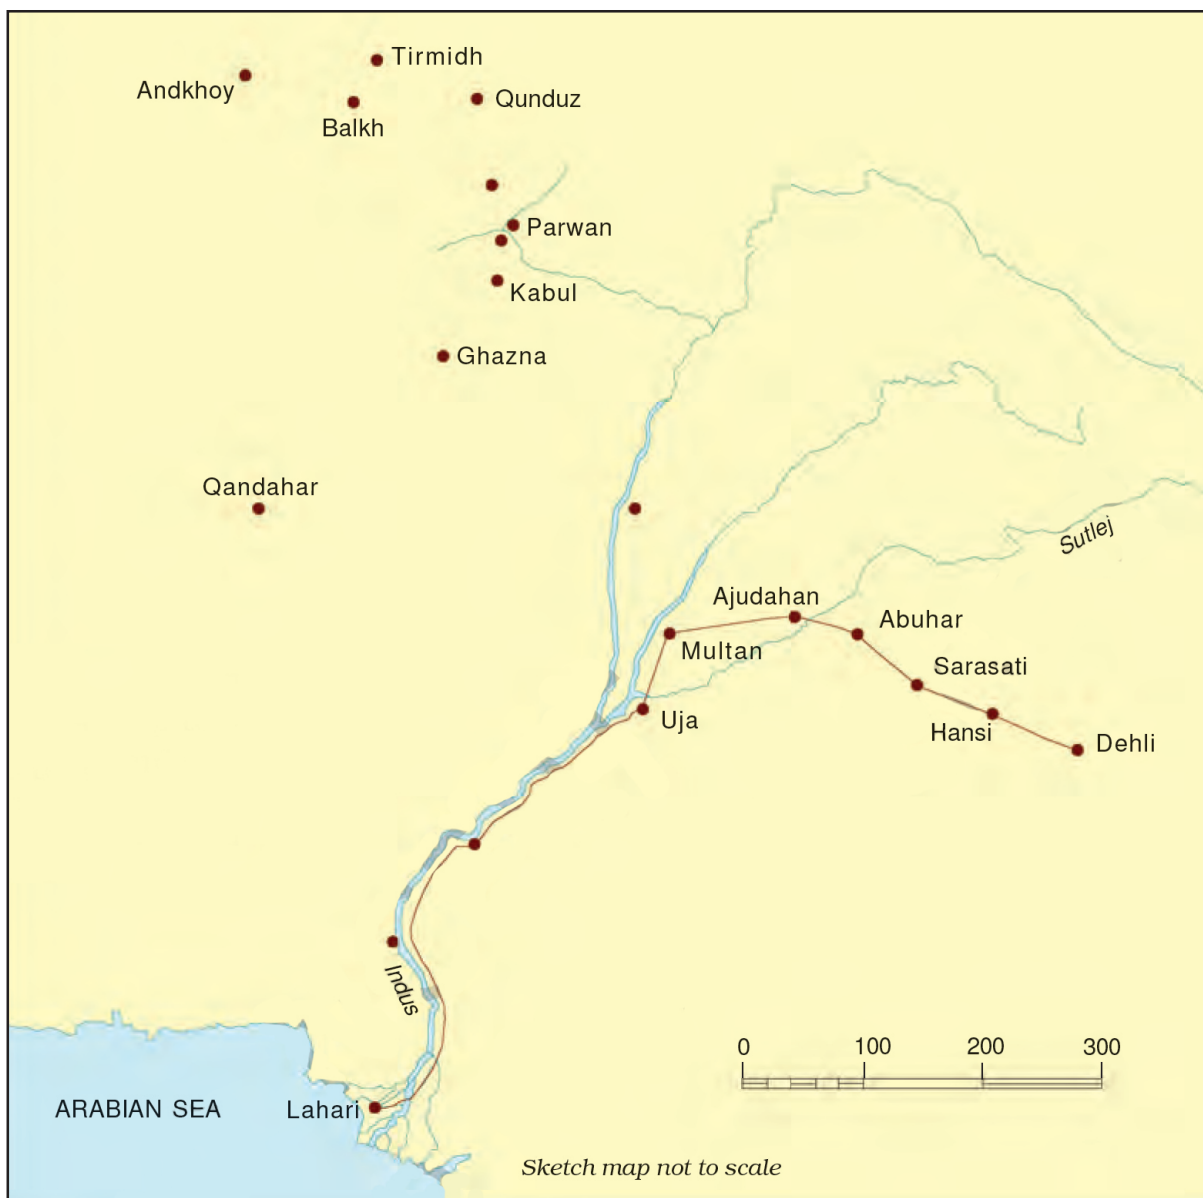 Tirmidh
Andkhoy
Qunduz
Balkh
Parwan
Kabul
Ghazna
Qandahar
Sutlej
Ajudahan
Abuhar
Multan
Sarasati
Uja
Hansi
Dehli
Indus
0 100 200 300
ARABIAN SEA
Lahari
Sketch map not to scale